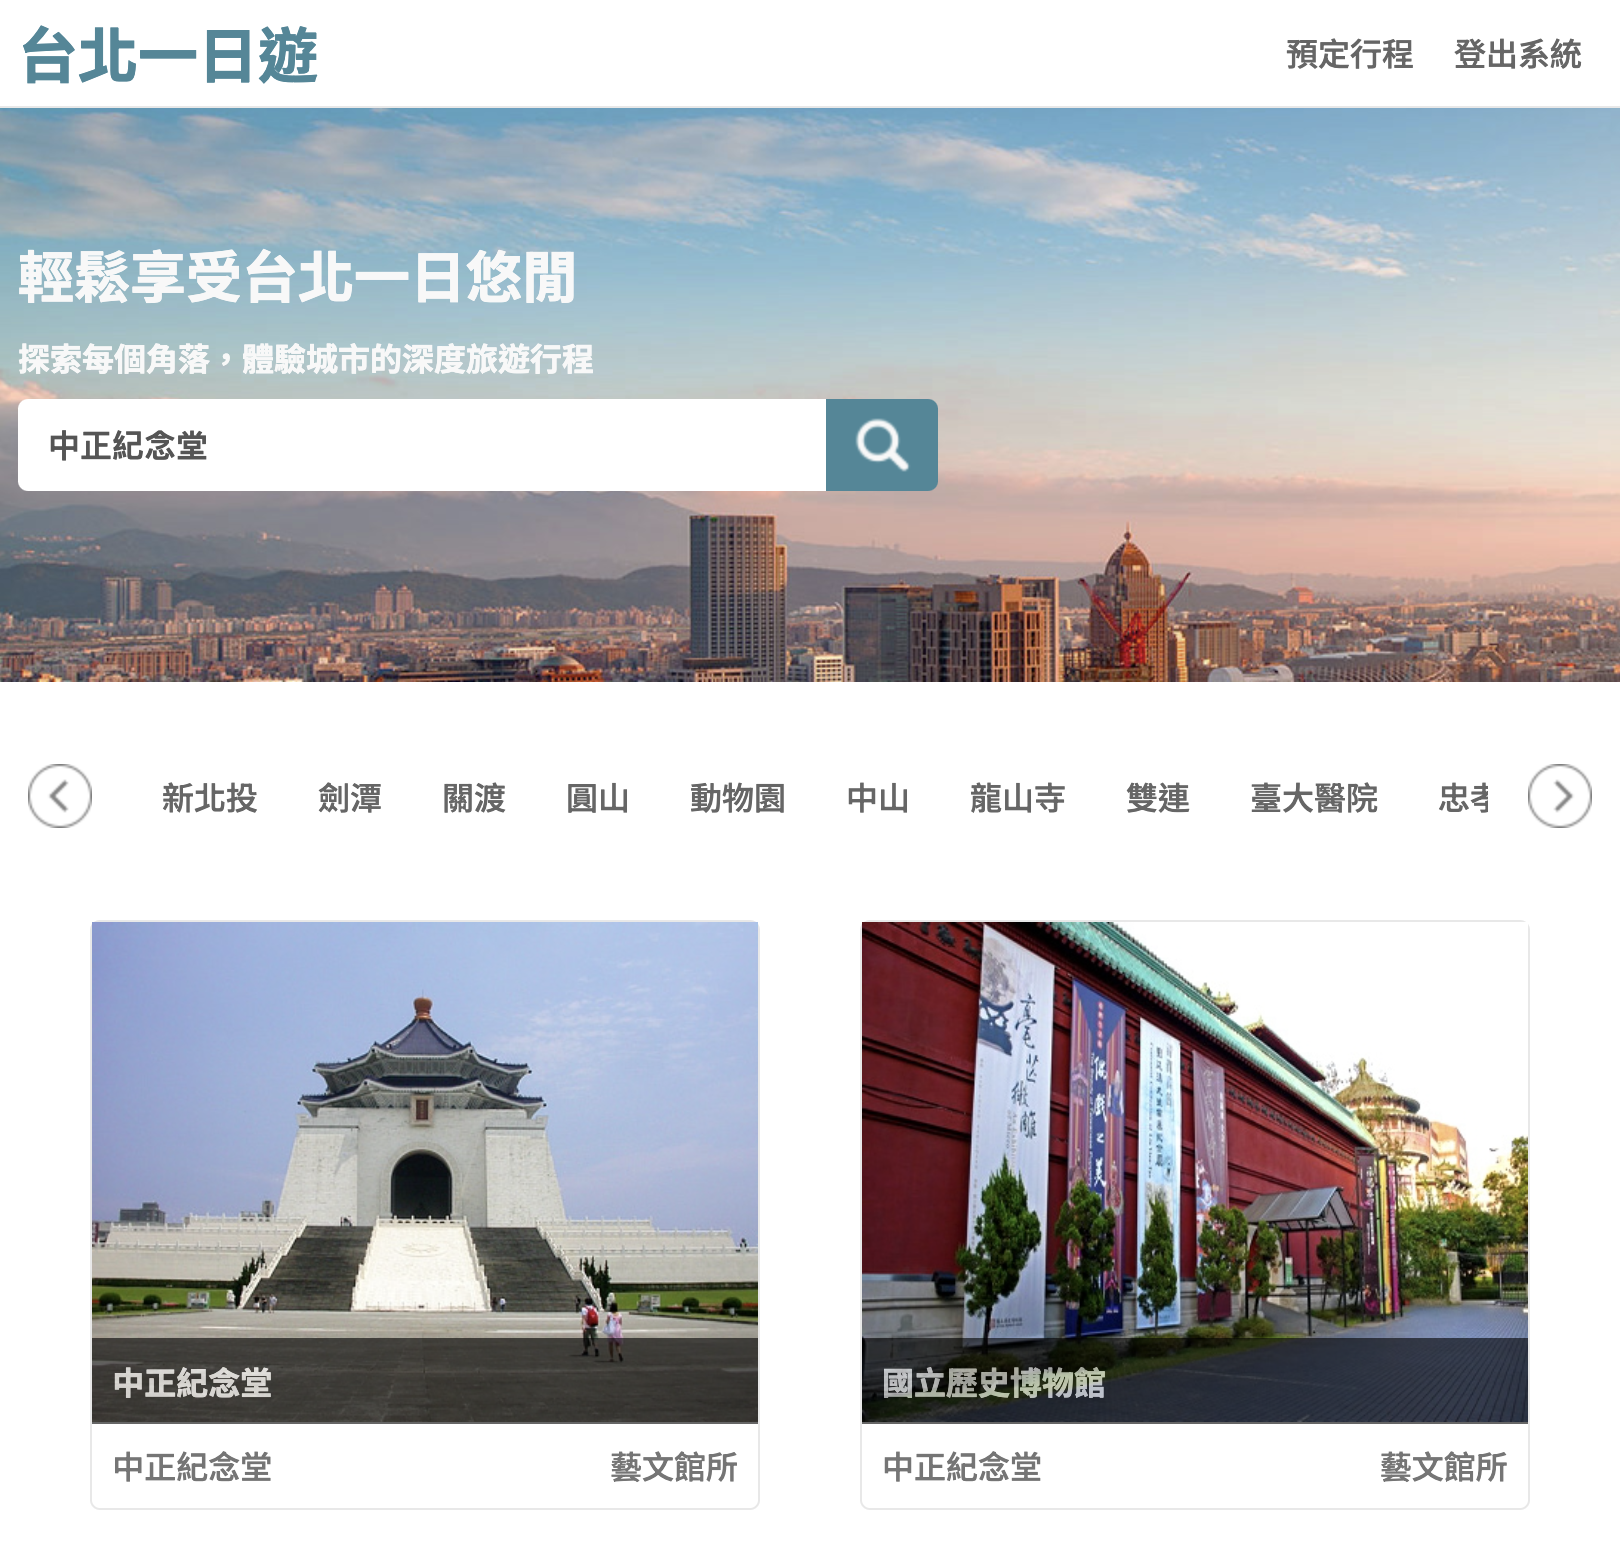 台北一日遊
預定行程 登出系統
輕鬆享受台北一日悠閒
探索每個角落，體驗城市的深度旅遊行程
中正紀念堂
新北投 劍潭 關渡 圓山 動物園 中山 龍山寺 雙連 臺大醫院 忠
中正紀念堂
中正紀念堂 藝文館所
國立歷史博物館
中正紀念堂 藝文館所